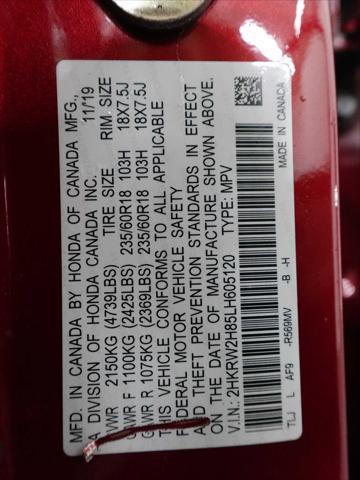 MFD. IN CANADA BY HONDA OF CANADA MFG.,
A DIVISION OF HONDA CANADA INC. 11/19
GVWR 2150KG (4739LBS) TIRE SIZE RIM. SIZE
GAWR F 1100KG (2425LBS) 235/60R18 103H 18X7.5J
GAWR R 1075KG (2369LBS) 235/60R18 103H 18X7.5J
THIS VEHICLE CONFORMS TO ALL APPLICABLE
FEDERAL MOTOR VEHICLE SAFETY
AND THEFT PREVENTION STANDARDS IN EFFECT
ON THE DATE OF MANUFACTURE SHOWN ABOVE.
V.I.N.: 2HKRW2H85LH605120 TYPE: MPV
TLJ L AF9 -R569MV -B -H MADE IN CANADA